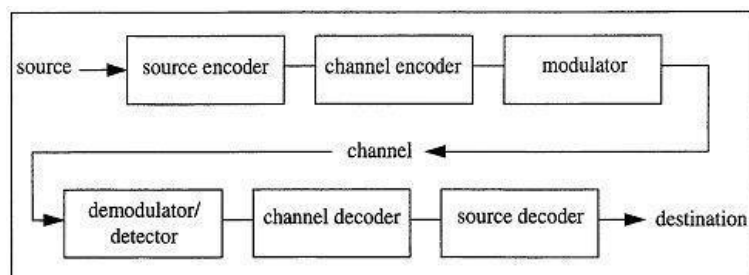 source
source encoder
channel encoder
modulator
channel
demodulator/
detector
channel decoder
source decoder
destination